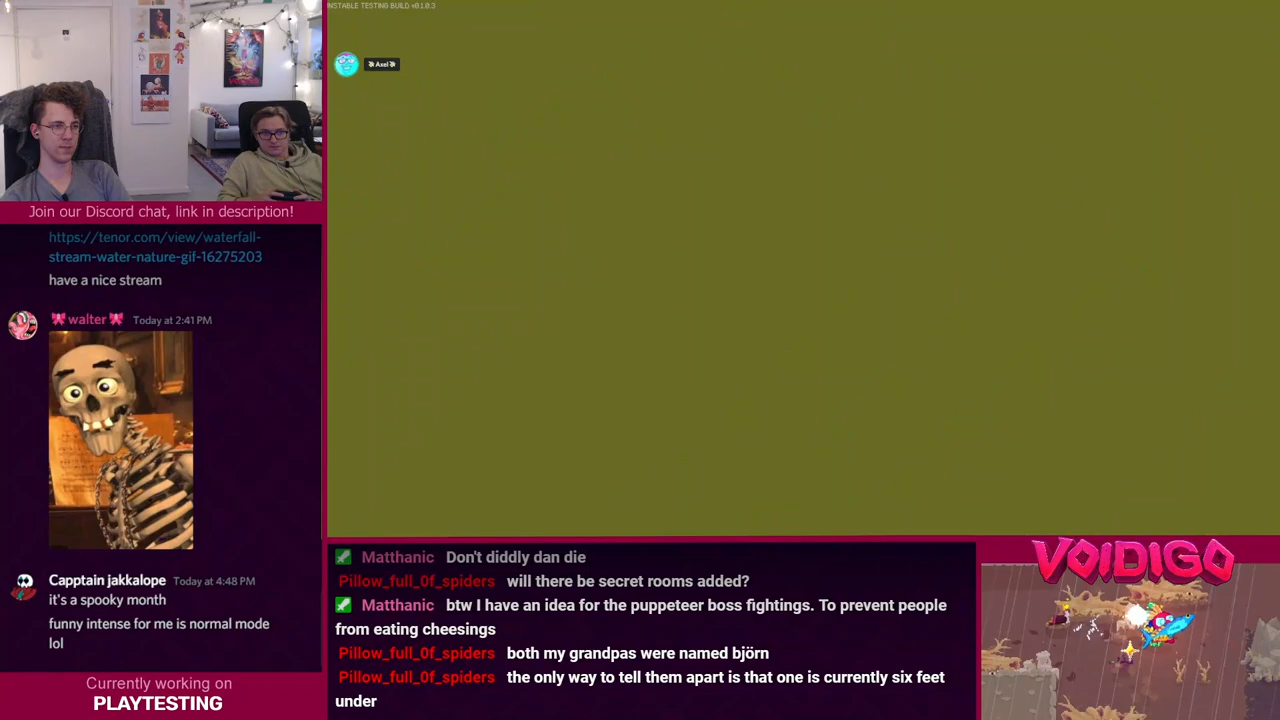 NSTABLE TESTING BUILD v0.1.0.3
Axel
Join our Discord chat, link in description!
https://tenor.com/view/waterfall-
stream-water-nature-gif-16275203
have a nice stream
walter Today at 2:41 PM
Capptain jakkalope Today at 4:48 PM
it's a spooky month
funny intense for me is normal mode
lol
Currently working on
PLAYTESTING
Matthanic Don't diddly dan die
Pillow_full_0f_spiders will there be secret rooms added?
Matthanic btw I have an idea for the puppeteer boss fightings. To prevent people
from eating cheesings
Pillow_full_0f_spiders both my grandpas were named björn
Pillow_full_0f_spiders the only way to tell them apart is that one is currently six feet
under
VOIDIGO